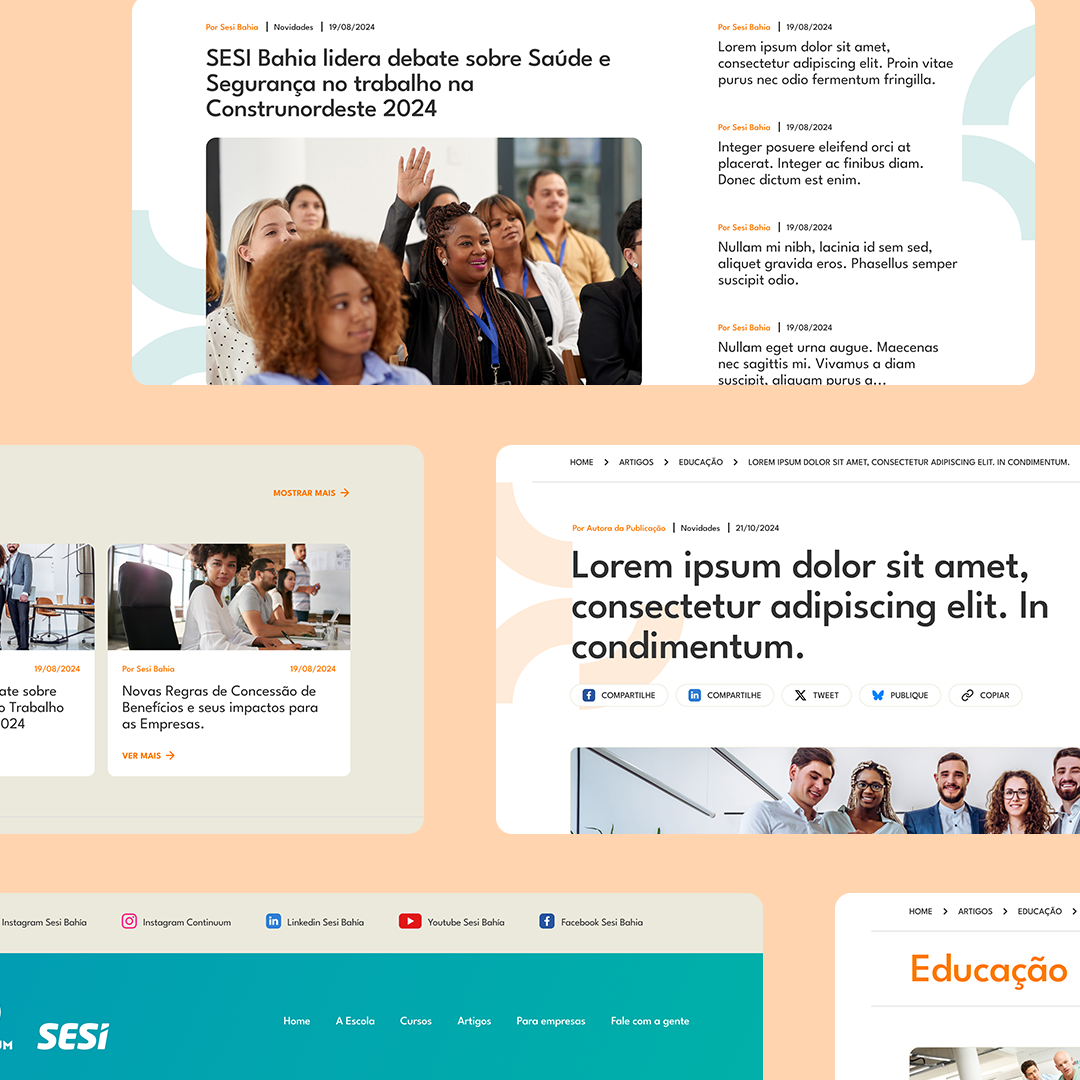 Por Sesi Bahia | Novidades | 19/08/2024
SESI Bahia lidera debate sobre Saúde e
Segurança no trabalho na
Construnordeste 2024
Por Sesi Bahia | 19/08/2024
Lorem ipsum dolor sit amet,
consectetur adipiscing elit. Proin vitae
purus nec odio fermentum fringilla.
Por Sesi Bahia | 19/08/2024
Integer posuere eleifend orci at
placerat. Integer ac finibus diam.
Donec dictum est enim.
Por Sesi Bahia | 19/08/2024
Nullam mi nibh, lacinia id sem sed,
aliquet gravida eros. Phasellus semper
suscipit odio.
Por Sesi Bahia | 19/08/2024
Nullam eget urna augue. Maecenas
nec sagittis mi. Vivamus a diam
suscipit, aliquam purus a...
MOSTRAR MAIS
19/08/2024
ate sobre
o Trabalho
024
Por Sesi Bahia 19/08/2024
Novas Regras de Concessão de
Benefícios e seus impactos para
as Empresas.
VER MAIS
HOME > ARTIGOS > EDUCAÇÃO > LOREM IPSUM DOLOR SIT AMET, CONSECTETUR ADIPISCING ELIT. IN CONDIMENTUM.
Por Autora da Publicação | Novidades | 21/10/2024
Lorem ipsum dolor sit amet,
consectetur adipiscing elit. In
condimentum.
COMPARTILHE COMPARTILHE TWEET PUBLIQUE COPIAR
Instagram Sesi Bahia Instagram Continuum Linkedin Sesi Bahia Youtube Sesi Bahia Facebook Sesi Bahia
UM SESI
Home A Escola Cursos Artigos Para empresas Fale com a gente
HOME > ARTIGOS > EDUCAÇÃO >
Educação